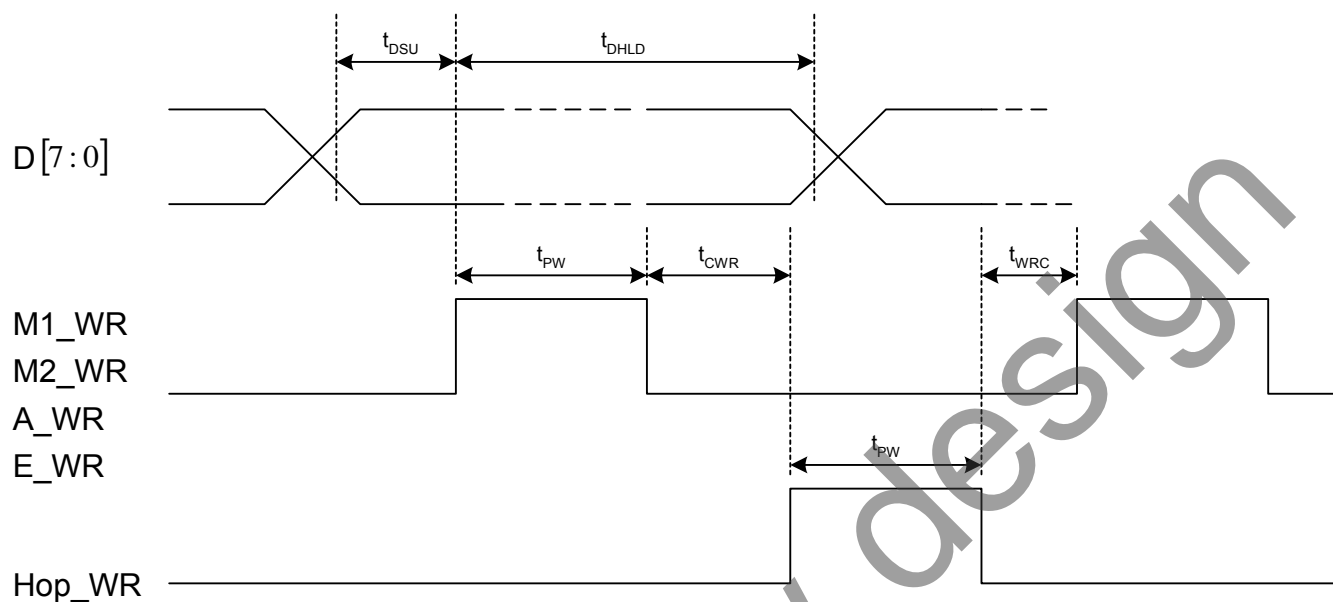 tDSU
tDHLD
D[7:0]
tPW
tCWR
tWRC
M1_WR
M2_WR
A_WR
E_WR
tPW
Hop_WR
design